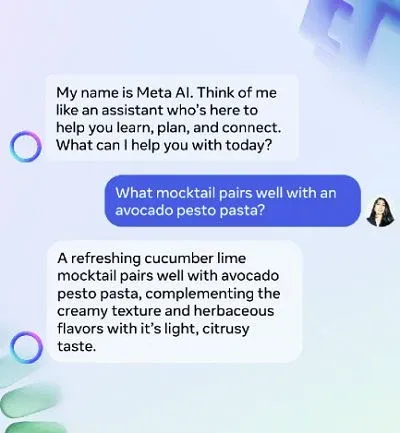 My name is Meta AI. Think of me
like an assistant who's here to
help you learn, plan, and connect.
What can I help you with today?
What mocktail pairs well with an
avocado pesto pasta?
A refreshing cucumber lime
mocktail pairs well with avocado
pesto pasta, complementing the
creamy texture and herbaceous
flavors with it's light, citrusy
taste.